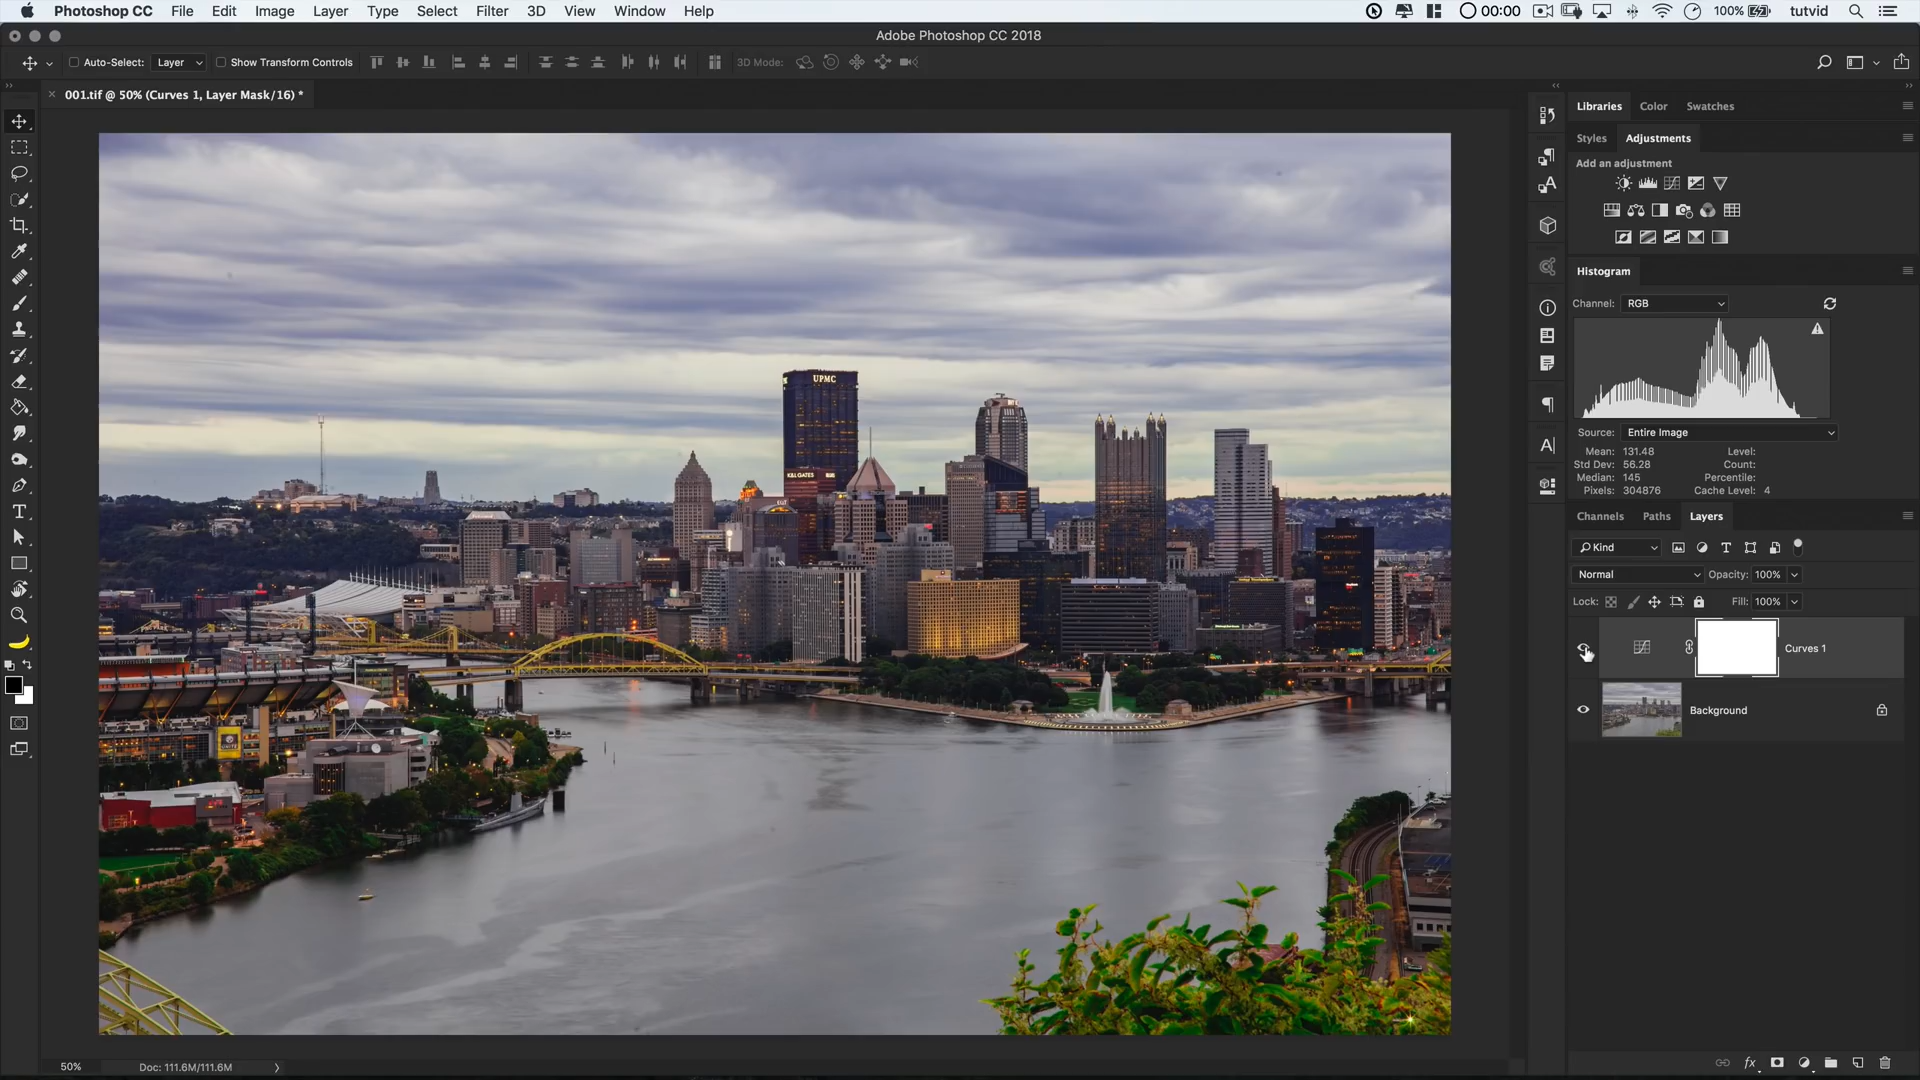 Photoshop CC File Edit Image Layer Type Select Filter 3D View Window Help 00:00 100% tutvid
Adobe Photoshop CC 2018
Auto-Select: Layer Show Transform Controls 3D Mode:
001.tif @ 50% (Curves 1, Layer Mask/16) *
Libraries Color Swatches
Styles Adjustments
Add an adjustment
Histogram
Channel: RGB
Source: Entire Image
Mean: 131.48 Level:
Std Dev: 56.28 Count:
Median: 145 Percentile:
Pixels: 304876 Cache Level: 4
Channels Paths Layers
Kind
Normal Opacity: 100%
Lock: Fill: 100%
Curves 1
Background
UPMC
KILL GATES
50% Doc: 111.6M/111.6M